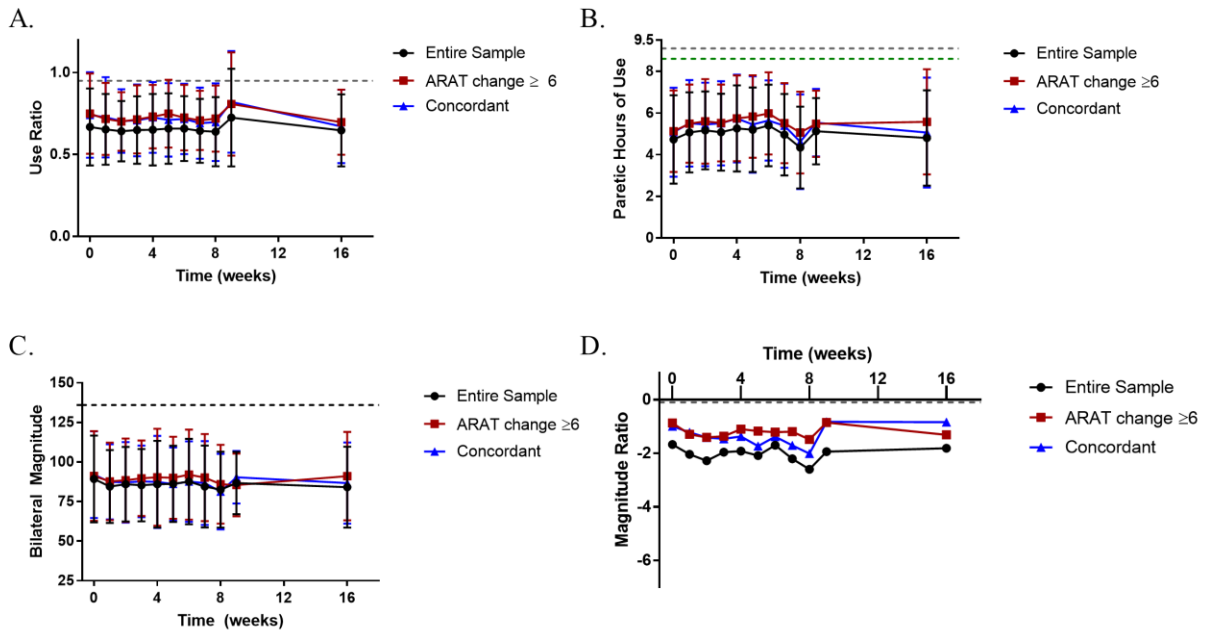 A.
Use Ratio
1.0
0.5
0.0
0 4 8 12 16
Time (weeks)
Entire Sample
ARAT change ≥ 6
Concordant
B.
Paretic Hours of Use
9.5
8
6
4
2
0
0 4 8 12 16
Time (weeks)
Entire Sample
ARAT change ≥6
Concordant
C.
Bilateral Magnitude
150
125
100
75
50
25
0 4 8 12 16
Time (weeks)
Entire Sample
ARAT change ≥6
Concordant
D.
Time (weeks)
0 4 8 12 16
Magnitude Ratio
0
-2
-4
-6
Entire Sample
ARAT change ≥6
Concordant